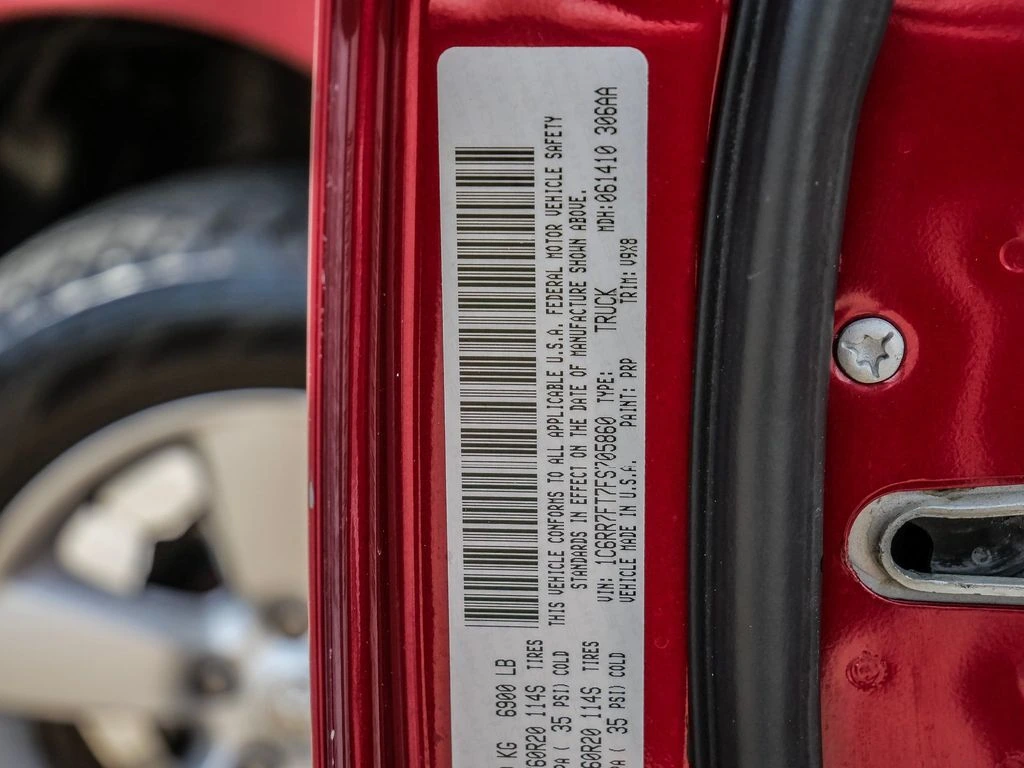 KG 6900 LB
60R20 114S TIRES
PA ( 35 PSI) COLD
60R20 114S TIRES
PA ( 35 PSI) COLD
THIS VEHICLE CONFORMS TO ALL APPLICABLE U.S.A. FEDERAL MOTOR VEHICLE SAFETY
STANDARDS IN EFFECT ON THE DATE OF MANUFACTURE SHOWN ABOVE.
VIN: 1C6RR7FT7FS705860 TYPE: TRUCK MDH:061410 306AA
VEHICLE MADE IN U.S.A. PAINT: PRP TRIM: V9X8